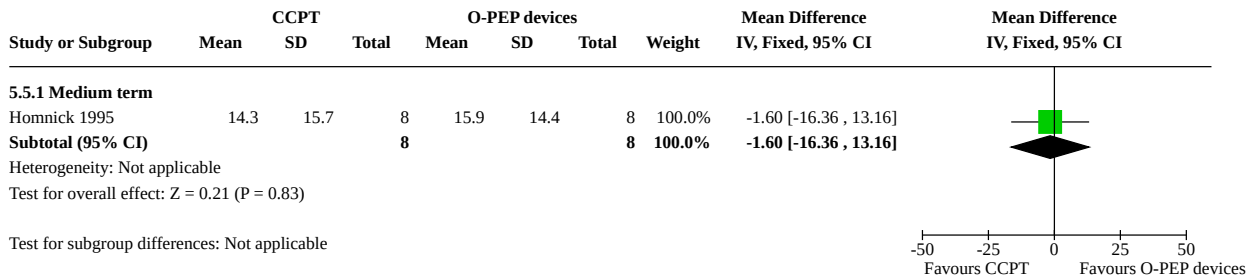 CCPT O-PEP devices Mean Difference Mean Difference
Study or Subgroup Mean SD Total Mean SD Total Weight IV, Fixed, 95% CI IV, Fixed, 95% CI
5.5.1 Medium term
Homnick 1995 14.3 15.7 8 15.9 14.4 8 100.0% -1.60 [-16.36 , 13.16]
Subtotal (95% CI) 8 8 100.0% -1.60 [-16.36 , 13.16]
Heterogeneity: Not applicable
Test for overall effect: Z = 0.21 (P = 0.83)
Test for subgroup differences: Not applicable
-50 -25 0 25 50
Favours CCPT Favours O-PEP devices